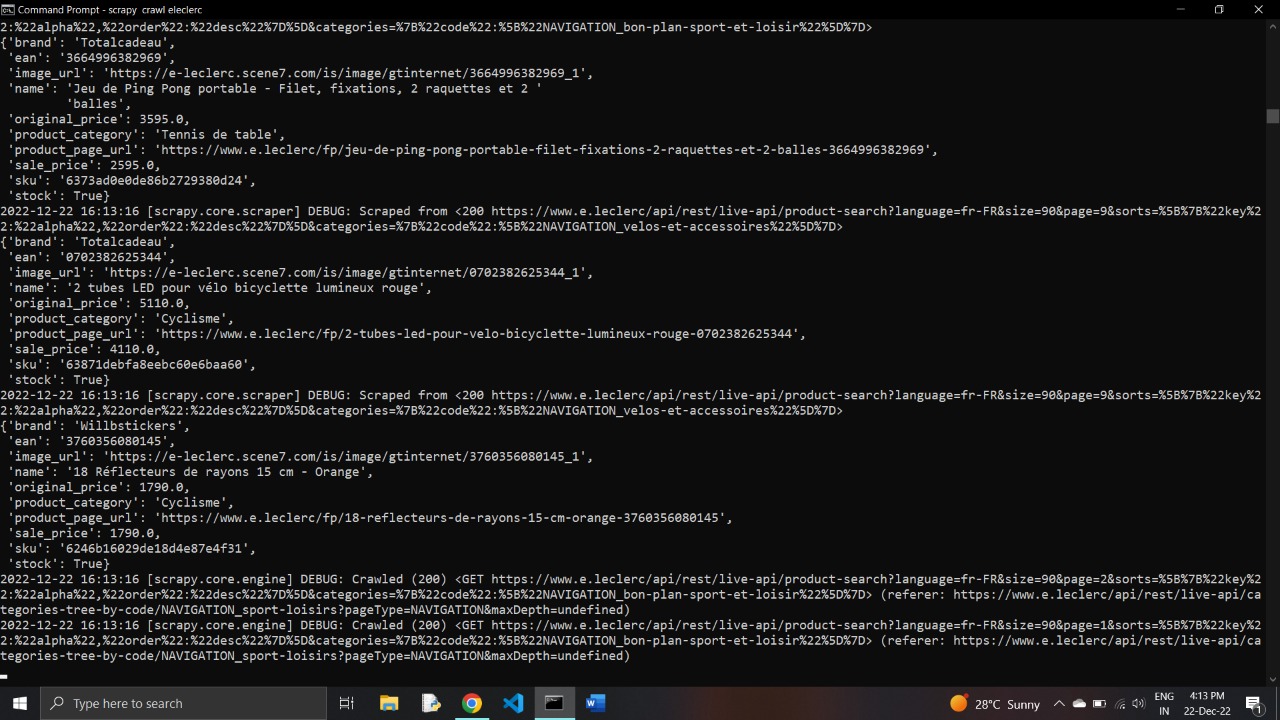 Command Prompt - scrapy  crawl eleclerc
2:%22alpha%22,%22order%22:%22desc%22%7D%5D&categories=%7B%22code%22:%5B%22NAVIGATION_bon-plan-sport-et-loisir%22%5D%7D>
{'brand': 'Totalcadeau',
 'ean': '3664996382969',
 'image_url': 'https://e-leclerc.scene7.com/is/image/gtinternet/3664996382969_1',
 'name': 'Jeu de Ping Pong portable - Filet, fixations, 2 raquettes et 2 '
         'balles',
 'original_price': 3595.0,
 'product_category': 'Tennis de table',
 'product_page_url': 'https://www.e.leclerc/fp/jeu-de-ping-pong-portable-filet-fixations-2-raquettes-et-2-balles-3664996382969',
 'sale_price': 2595.0,
 'sku': '6373ad0e0de86b2729380d24',
 'stock': True}
2022-12-22 16:13:16 [scrapy.core.scraper] DEBUG: Scraped from <200 https://www.e.leclerc/api/rest/live-api/product-search?language=fr-FR&size=90&page=9&sorts=%5B%7B%22key%2
2:%22alpha%22,%22order%22:%22desc%22%7D%5D&categories=%7B%22code%22:%5B%22NAVIGATION_velos-et-accessoires%22%5D%7D>
{'brand': 'Totalcadeau',
 'ean': '0702382625344',
 'image_url': 'https://e-leclerc.scene7.com/is/image/gtinternet/0702382625344_1',
 'name': '2 tubes LED pour vélo bicyclette lumineux rouge',
 'original_price': 5110.0,
 'product_category': 'Cyclisme',
 'product_page_url': 'https://www.e.leclerc/fp/2-tubes-led-pour-velo-bicyclette-lumineux-rouge-0702382625344',
 'sale_price': 4110.0,
 'sku': '63871debfa8eebc60e6baa60',
 'stock': True}
2022-12-22 16:13:16 [scrapy.core.scraper] DEBUG: Scraped from <200 https://www.e.leclerc/api/rest/live-api/product-search?language=fr-FR&size=90&page=9&sorts=%5B%7B%22key%2
2:%22alpha%22,%22order%22:%22desc%22%7D%5D&categories=%7B%22code%22:%5B%22NAVIGATION_velos-et-accessoires%22%5D%7D>
{'brand': 'Willbstickers',
 'ean': '3760356080145',
 'image_url': 'https://e-leclerc.scene7.com/is/image/gtinternet/3760356080145_1',
 'name': '18 Réflecteurs de rayons 15 cm - Orange',
 'original_price': 1790.0,
 'product_category': 'Cyclisme',
 'product_page_url': 'https://www.e.leclerc/fp/18-reflecteurs-de-rayons-15-cm-orange-3760356080145',
 'sale_price': 1790.0,
 'sku': '6246b16029de18d4e87e4f31',
 'stock': True}
2022-12-22 16:13:16 [scrapy.core.engine] DEBUG: Crawled (200) <GET https://www.e.leclerc/api/rest/live-api/product-search?language=fr-FR&size=90&page=2&sorts=%5B%7B%22key%2
2:%22alpha%22,%22order%22:%22desc%22%7D%5D&categories=%7B%22code%22:%5B%22NAVIGATION_bon-plan-sport-et-loisir%22%5D%7D> (referer: https://www.e.leclerc/api/rest/live-api/ca
tegories-tree-by-code/NAVIGATION_sport-loisirs?pageType=NAVIGATION&maxDepth=undefined)
2022-12-22 16:13:16 [scrapy.core.engine] DEBUG: Crawled (200) <GET https://www.e.leclerc/api/rest/live-api/product-search?language=fr-FR&size=90&page=1&sorts=%5B%7B%22key%2
2:%22alpha%22,%22order%22:%22desc%22%7D%5D&categories=%7B%22code%22:%5B%22NAVIGATION_bon-plan-sport-et-loisir%22%5D%7D> (referer: https://www.e.leclerc/api/rest/live-api/ca
tegories-tree-by-code/NAVIGATION_sport-loisirs?pageType=NAVIGATION&maxDepth=undefined)
Type here to search
28°C Sunny
ENG
IN
4:13 PM
22-Dec-22
1